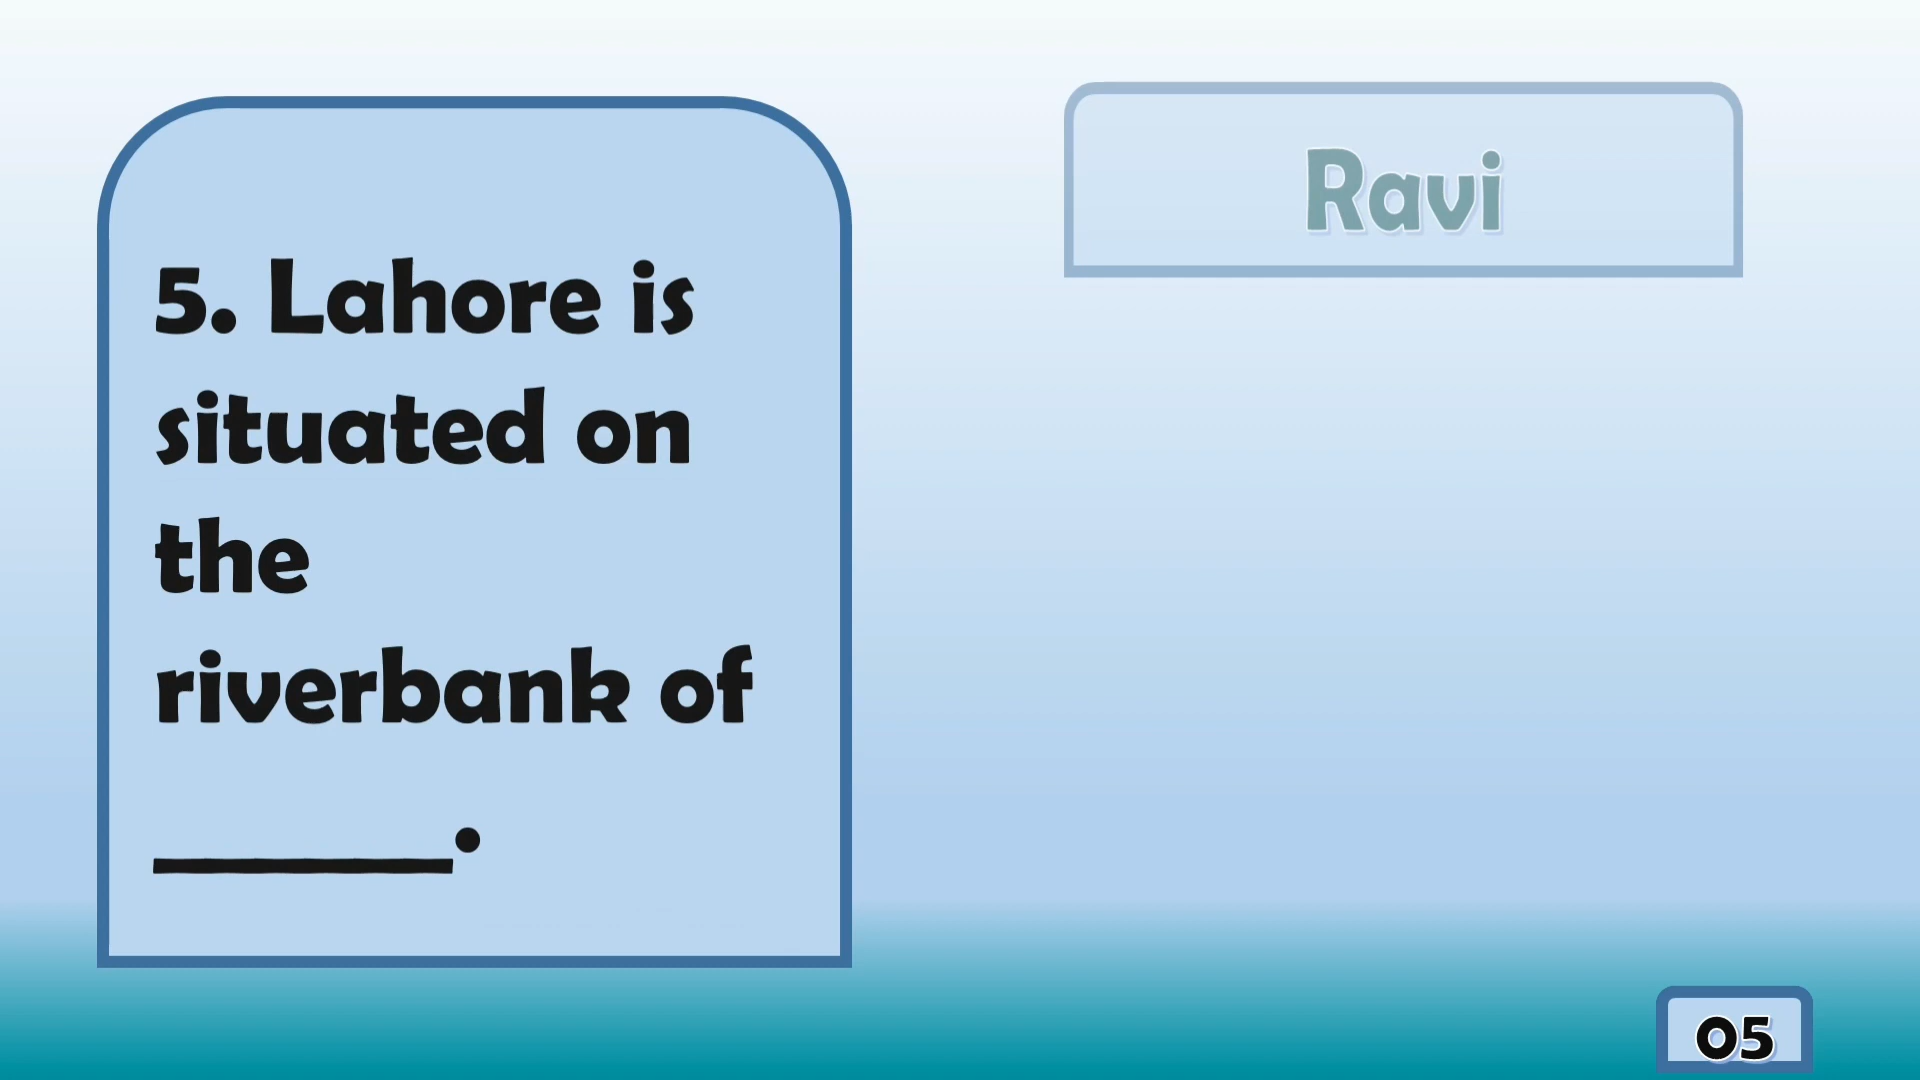 5. Lahore is
situated on
the
riverbank of
______.
Ravi
05